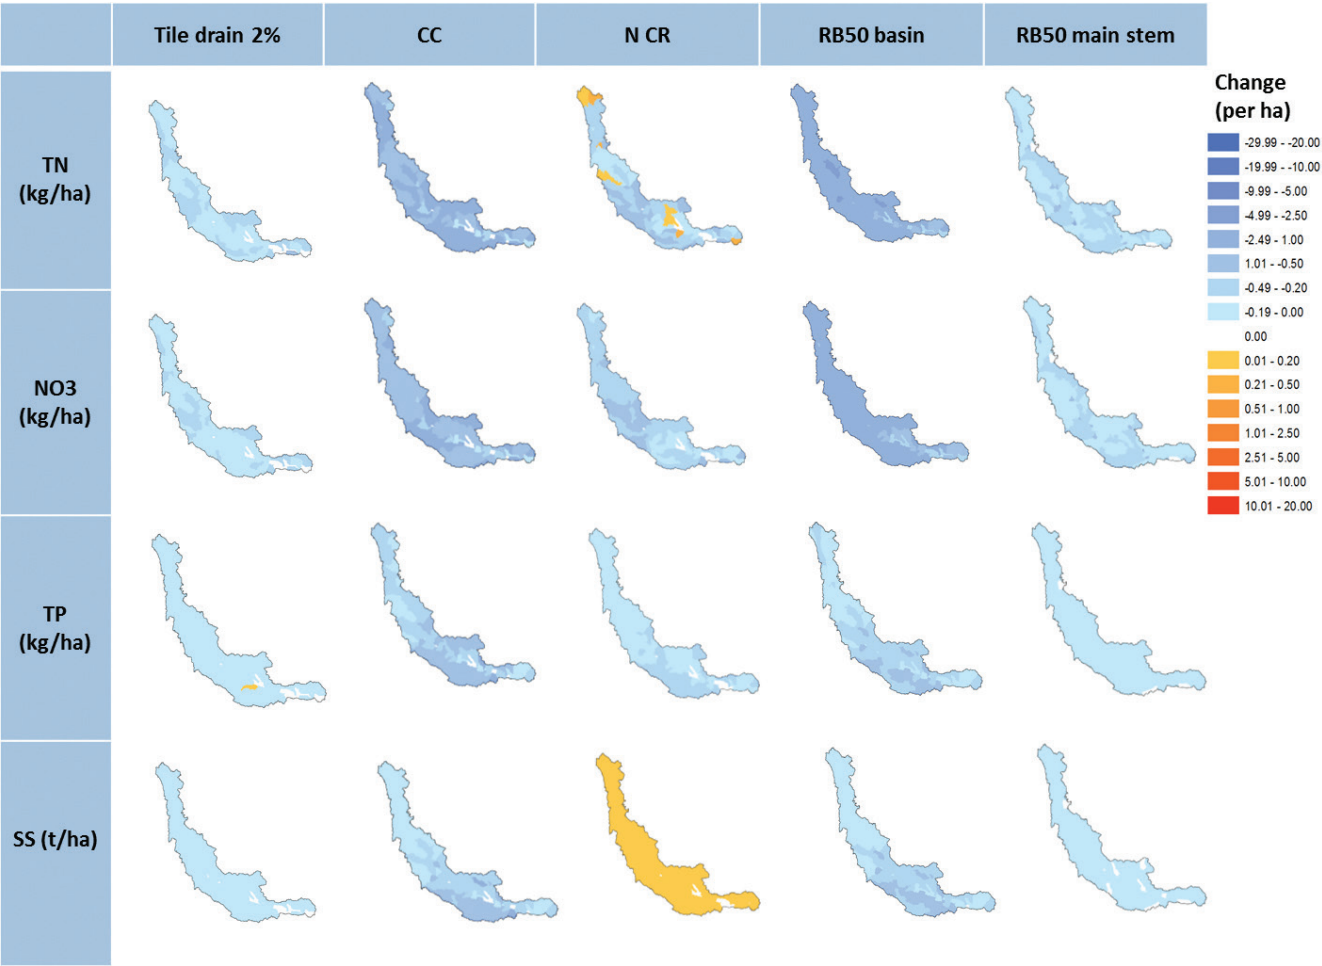 Tile drain 2%
CC
N CR
RB50 basin
RB50 main stem
Change
(per ha)
-29.99 - -20.00
-19.99 - -10.00
-9.99 - -5.00
-4.99 - -2.50
-2.49 - 1.00
1.01 - -0.50
-0.49 - -0.20
-0.19 - 0.00
0.00
0.01 - 0.20
0.21 - 0.50
0.51 - 1.00
1.01 - 2.50
2.51 - 5.00
5.01 - 10.00
10.01 - 20.00
TN
(kg/ha)
NO3
(kg/ha)
TP
(kg/ha)
SS (t/ha)